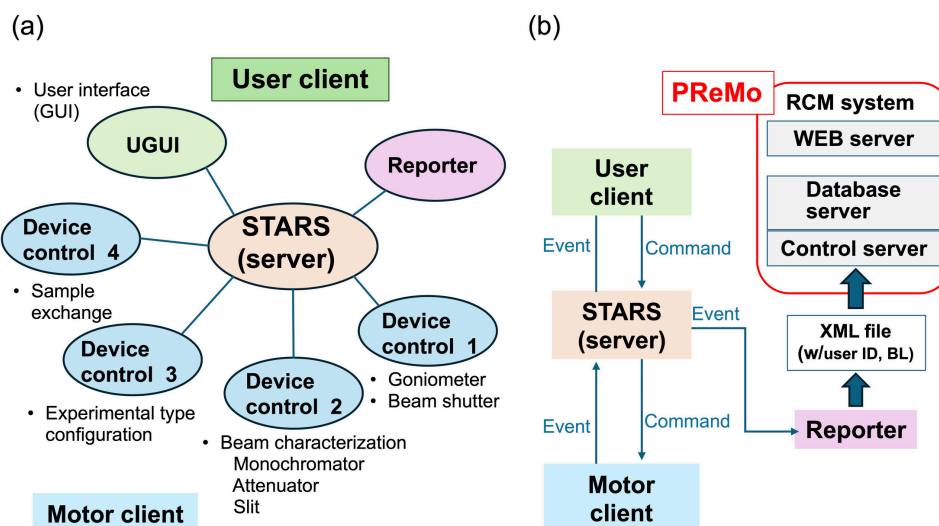 (a)
User client
• User interface
(GUI)
UGUI
Reporter
STARS
(server)
Device
control 4
• Sample
exchange
Device
control 3
• Experimental type
configuration
Device
control 2
• Beam characterization
Monochromator
Attenuator
Slit
Device
control 1
• Goniometer
• Beam shutter
Motor client
(b)
PReMo
RCM system
WEB server
Database
server
Control server
User
client
Event
Command
STARS
(server)
Event
XML file
(w/user ID, BL)
Event
Command
Reporter
Motor
client